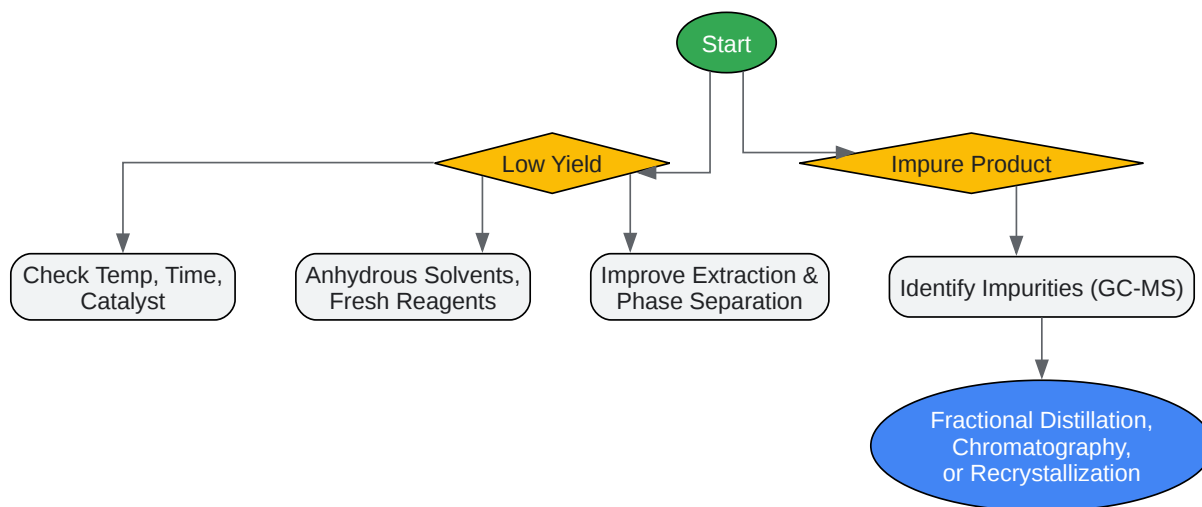 Start
Low Yield
Impure Product
Check Temp, Time,
Catalyst
Anhydrous Solvents,
Fresh Reagents
Improve Extraction &
Phase Separation
Identify Impurities (GC-MS)
Fractional Distillation,
Chromatography,
or Recrystallization